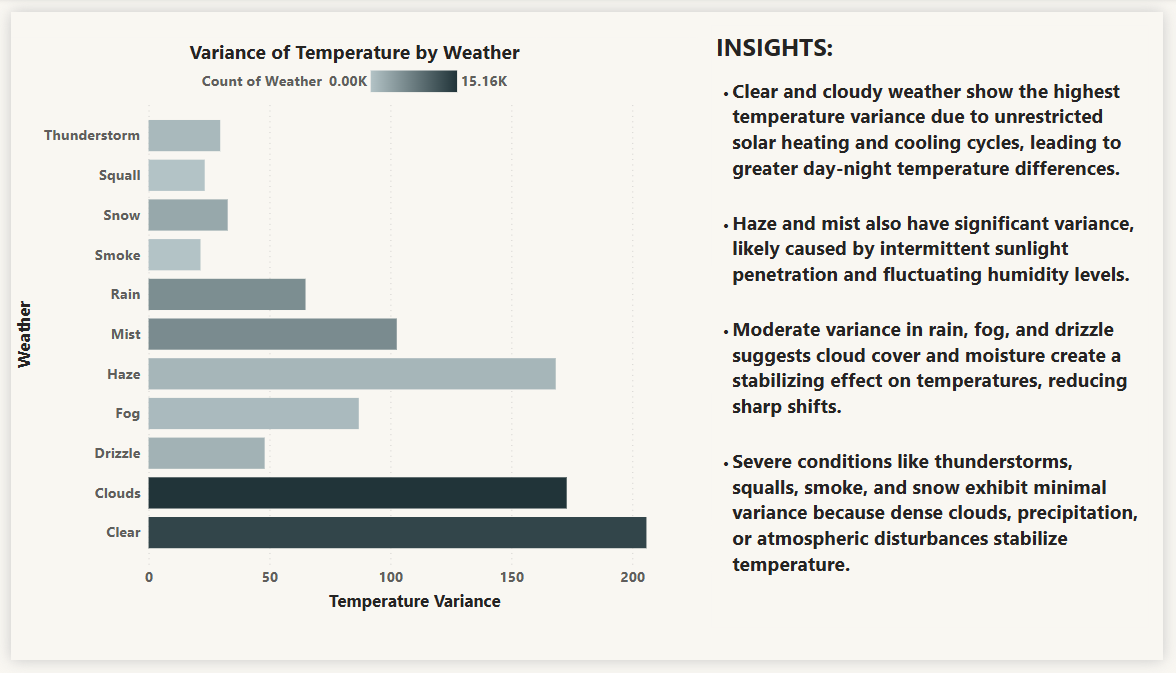 Variance of Temperature by Weather
Count of Weather 0.00K 15.16K
Weather
Thunderstorm
Squall
Snow
Smoke
Rain
Mist
Haze
Fog
Drizzle
Clouds
Clear
0 50 100 150 200
Temperature Variance
INSIGHTS:
• Clear and cloudy weather show the highest
temperature variance due to unrestricted
solar heating and cooling cycles, leading to
greater day-night temperature differences.
• Haze and mist also have significant variance,
likely caused by intermittent sunlight
penetration and fluctuating humidity levels.
• Moderate variance in rain, fog, and drizzle
suggests cloud cover and moisture create a
stabilizing effect on temperatures, reducing
sharp shifts.
• Severe conditions like thunderstorms,
squalls, smoke, and snow exhibit minimal
variance because dense clouds, precipitation,
or atmospheric disturbances stabilize
temperature.